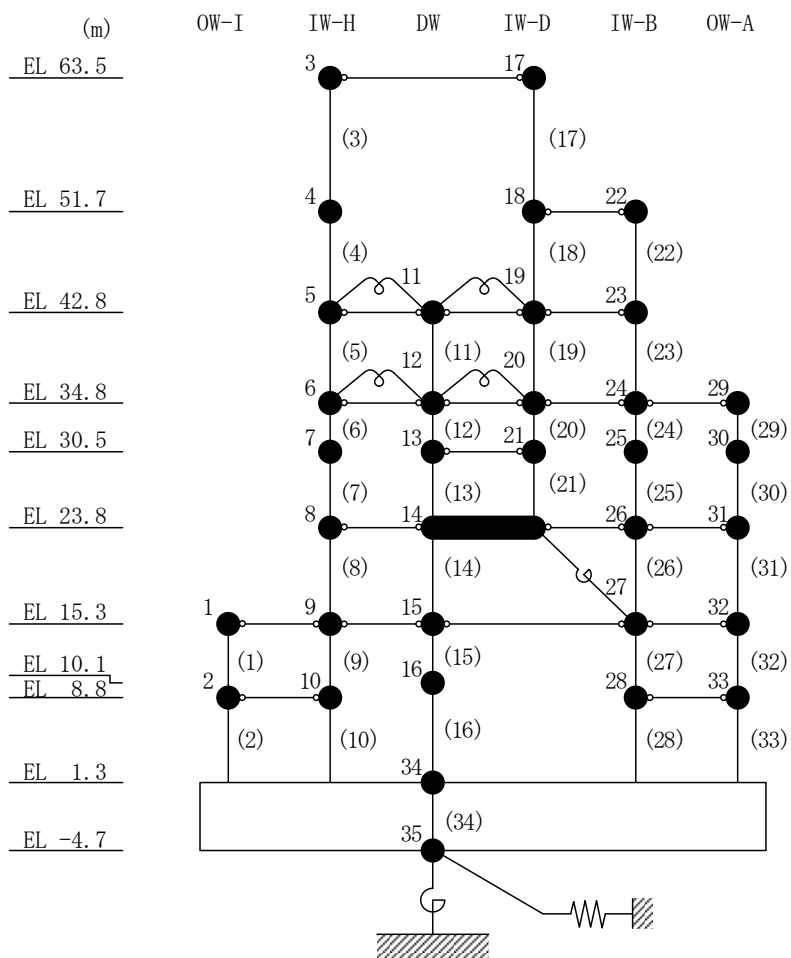 (m) OW-I IW-H DW IW-D IW-B OW-A
EL 63.5 3 17
(3) (17)
EL 51.7 4 18 22
(4) (18) (22)
11 19
EL 42.8 5 23
(5) (11) (19) (23)
12 20
EL 34.8 6 24 29
(6) (12) (20) (24) (29)
EL 30.5 7 13 21 25 30
(7) (13) (21) (25) (30)
EL 23.8 8 14 26 31
(8) (14) (26) (31)
27
EL 15.3 1 9 15 32
(1) (9) (15) (27) (32)
EL 10.1 16
EL 8.8 2 10 28 33
(2) (10) (16) (28) (33)
EL 1.3 34
(34)
EL -4.7 35